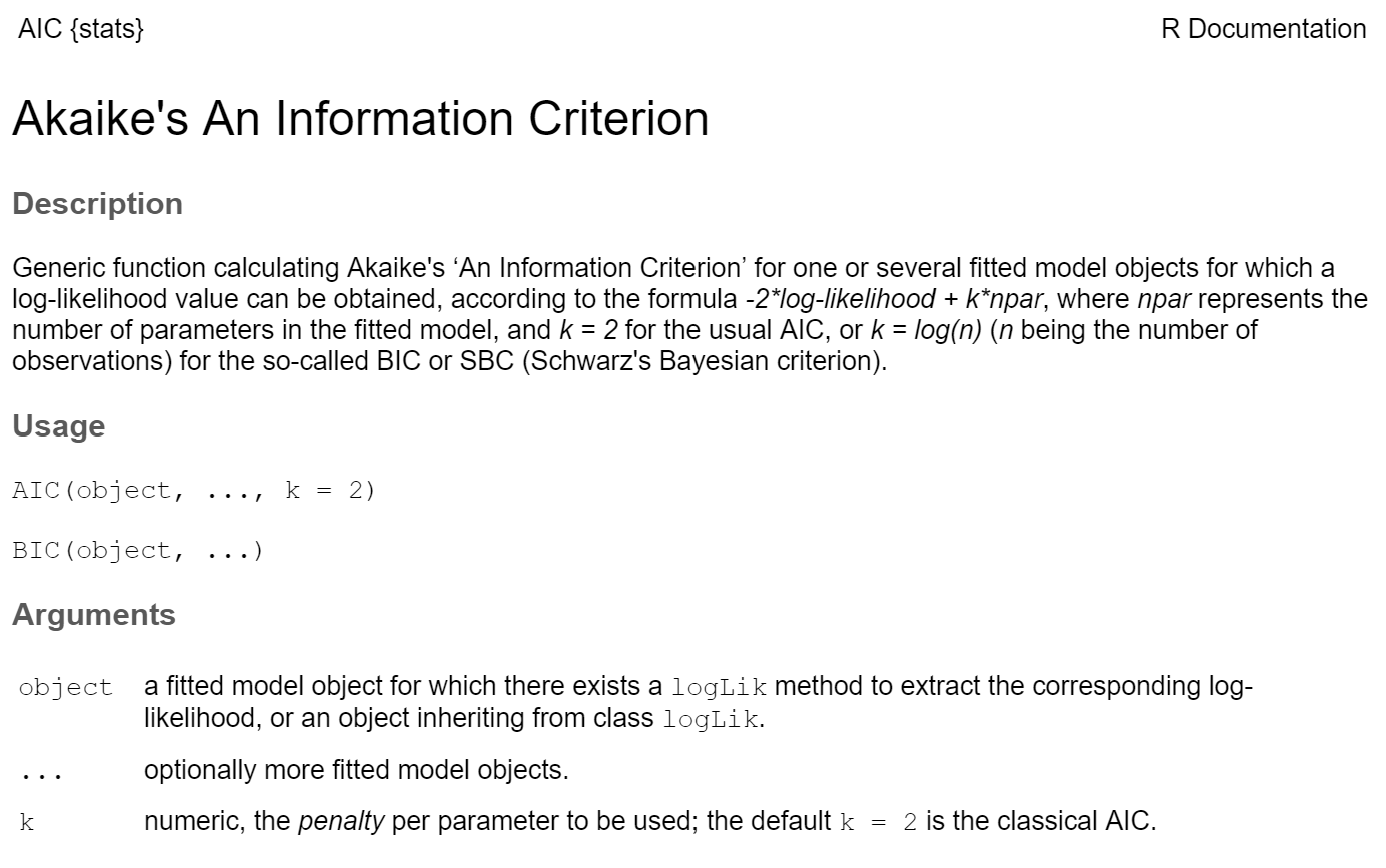 AIC {stats}
R Documentation
Akaike's An Information Criterion
Description
Generic function calculating Akaike's ‘An Information Criterion’ for one or several fitted model objects for which a
log-likelihood value can be obtained, according to the formula -2*log-likelihood + k*npar, where npar represents the
number of parameters in the fitted model, and k = 2 for the usual AIC, or k = log(n) (n being the number of
observations) for the so-called BIC or SBC (Schwarz's Bayesian criterion).
Usage
AIC(object, ..., k = 2)
BIC(object, ...)
Arguments
object a fitted model object for which there exists a logLik method to extract the corresponding log-
likelihood, or an object inheriting from class logLik.
... optionally more fitted model objects.
k numeric, the penalty per parameter to be used; the default k = 2 is the classical AIC.